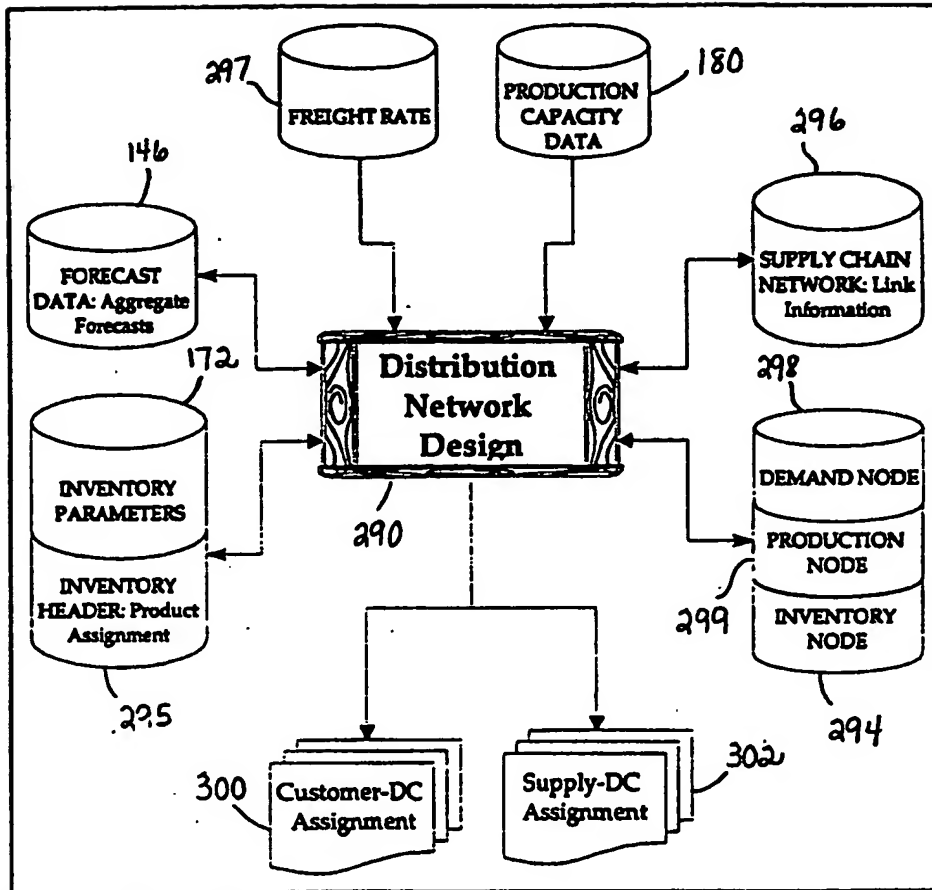 297
FREIGHT RATE
PRODUCTION
CAPACITY
DATA
180
146
FORECAST
DATA: Aggregate
Forecasts
296
SUPPLY CHAIN
NETWORK: Link
Information
Distribution
Network
Design
290
172
INVENTORY
PARAMETERS
INVENTORY
HEADER: Product
Assignment
295
298
DEMAND NODE
PRODUCTION
NODE
INVENTORY
NODE
299
294
300
Customer-DC
Assignment
Supply-DC
Assignment
302